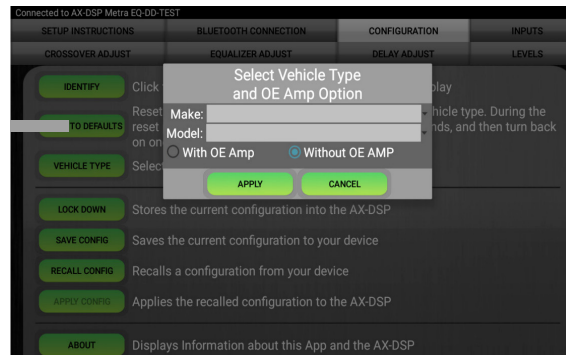 Connected to AX-DSP Metra EQ-DD-TEST
SETUP INSTRUCTIONS BLUETOOTH CONNECTION CONFIGURATION INPUTS
CROSSOVER ADJUST EQUALIZER ADJUST DELAY ADJUST LEVELS
Select Vehicle Type
and OE Amp Option
IDENTIFY Click play
Make:
Reset hicle type. During the
TO DEFAULTS reset nds, and then turn back
Model:
on on
With OE Amp Without OE AMP
VEHICLE TYPE Select
APPLY CANCEL
LOCK DOWN Stores the current configuration into the AX-DSP
SAVE CONFIG Saves the current configuration to your device
RECALL CONFIG Recalls a configuration from your device
APPLY CONFIG Applies the recalled configuration to the AX-DSP
ABOUT Displays Information about this App and the AX-DSP